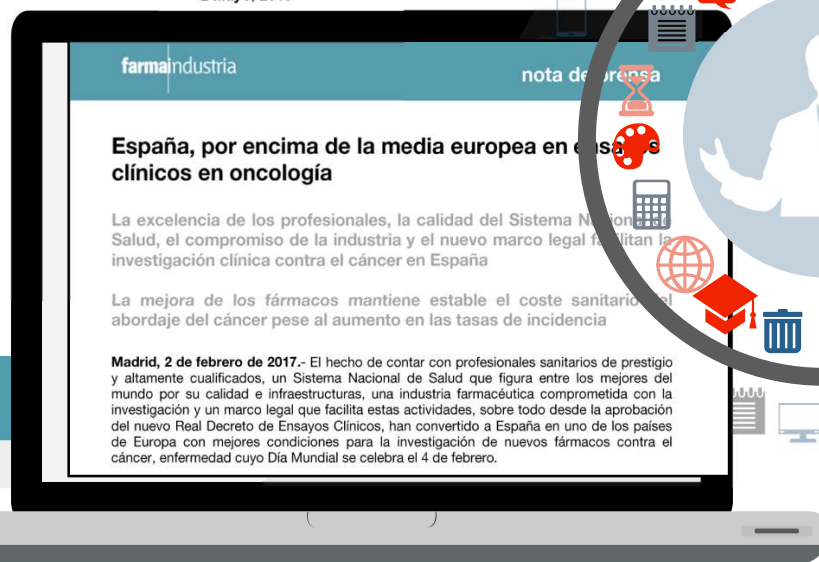 farmaindustria
nota de prensa
España, por encima de la media europea en ensayos
clínicos en oncología
La excelencia de los profesionales, la calidad del Sistema Nacional de
Salud, el compromiso de la industria y el nuevo marco legal facilitan la
investigación clínica contra el cáncer en España
La mejora de los fármacos mantiene estable el coste sanitario del
abordaje del cáncer pese al aumento en las tasas de incidencia
Madrid, 2 de febrero de 2017.- El hecho de contar con profesionales sanitarios de prestigio
y altamente cualificados, un Sistema Nacional de Salud que figura entre los mejores del
mundo por su calidad e infraestructuras, una industria farmacéutica comprometida con la
investigación y un marco legal que facilita estas actividades, sobre todo desde la aprobación
del nuevo Real Decreto de Ensayos Clínicos, han convertido a España en uno de los países
de Europa con mejores condiciones para la investigación de nuevos fármacos contra el
cáncer, enfermedad cuyo Día Mundial se celebra el 4 de febrero.